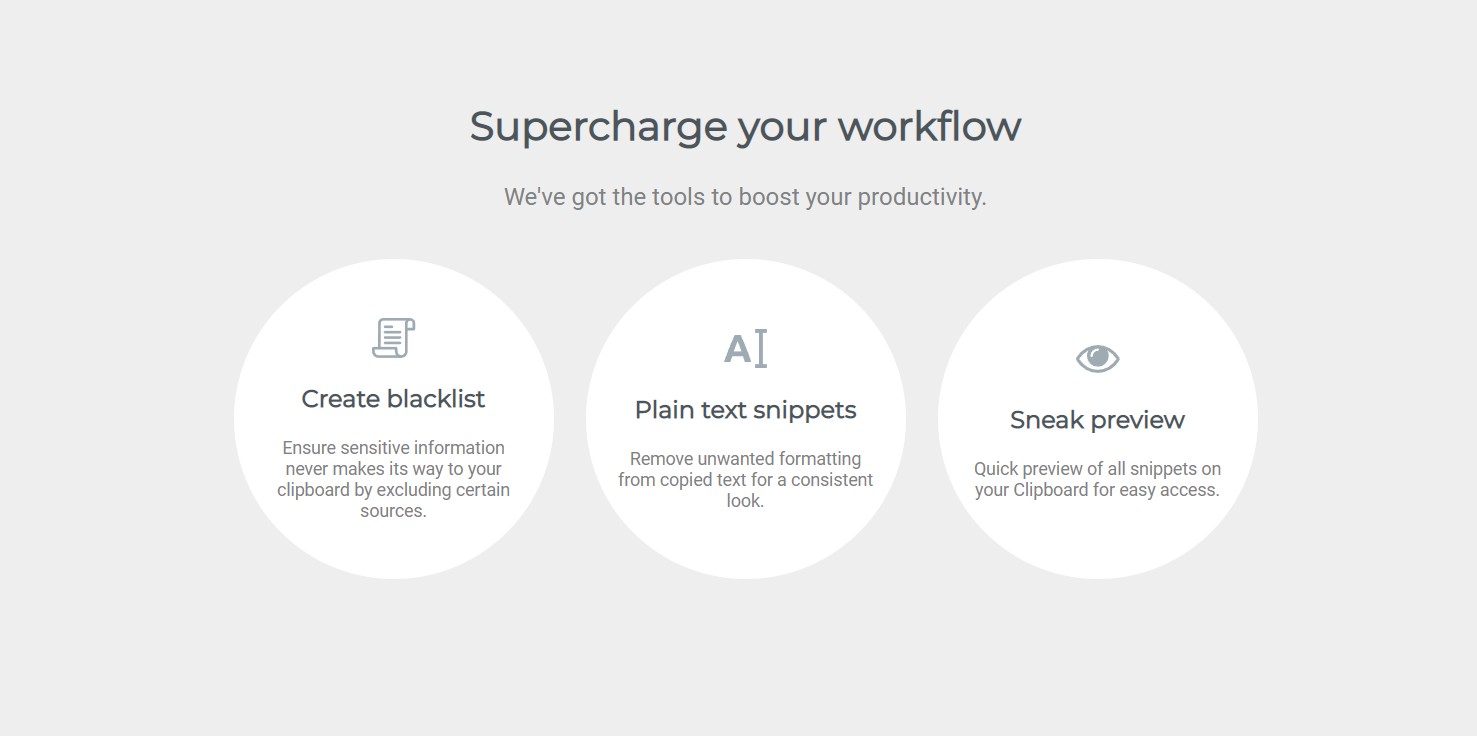 Supercharge your workflow
We've got the tools to boost your productivity.
Create blacklist
Ensure sensitive information
never makes its way to your
clipboard by excluding certain
sources.
Plain text snippets
Remove unwanted formatting
from copied text for a consistent
look.
Sneak preview
Quick preview of all snippets on
your Clipboard for easy access.